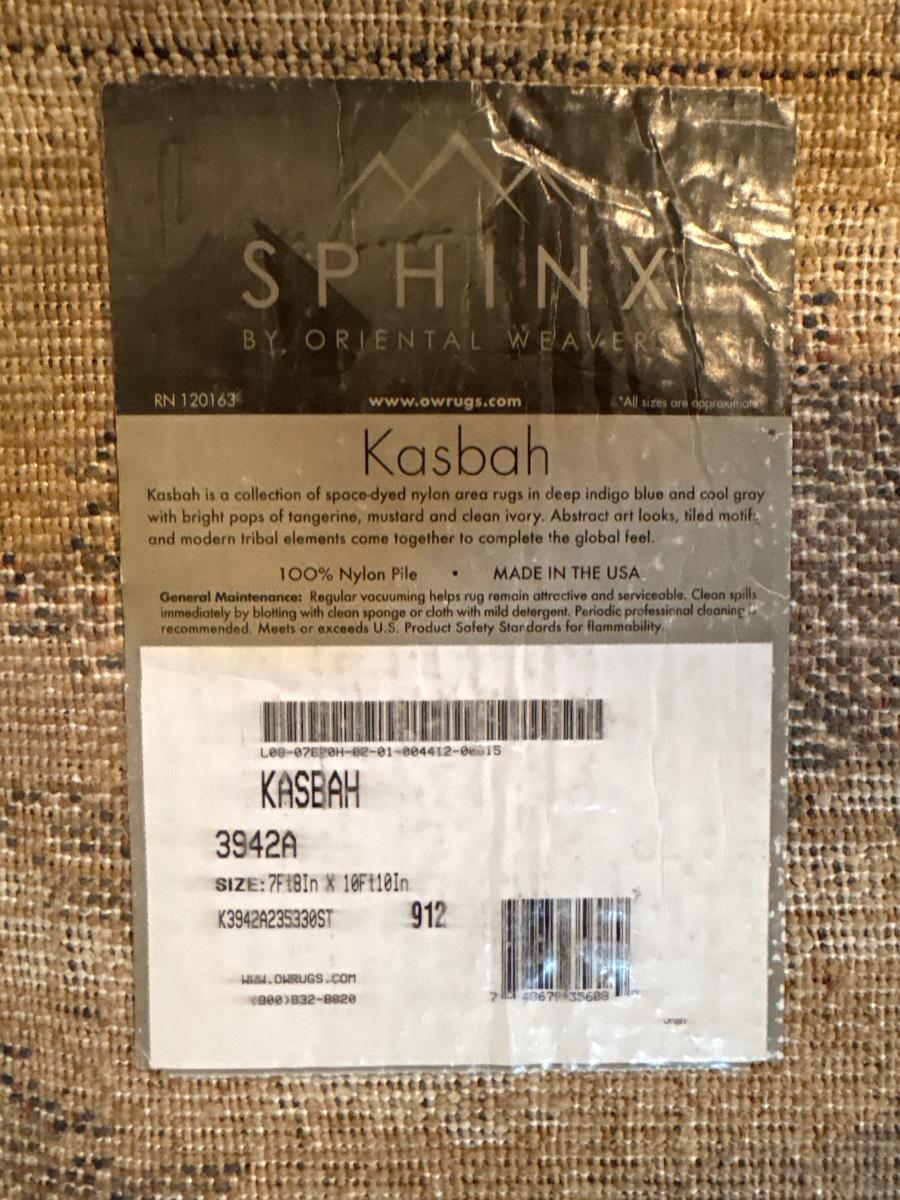 SPHINX
BY ORIENTAL WEAVERS
RN 120163
www.owrugs.com
*All sizes are approximate
Kasbah
Kasbah is a collection of space-dyed nylon area rugs in deep indigo blue and cool gray
with bright pops of tangerine, mustard and clean ivory. Abstract art looks, tiled motifs,
and modern tribal elements come together to complete the global feel.
100% Nylon Pile • MADE IN THE USA
General Maintenance: Regular vacuuming helps rug remain attractive and serviceable. Clean spills
immediately by blotting with clean sponge or cloth with mild detergent. Periodic professional cleaning is
recommended. Meets or exceeds U.S. Product Safety Standards for flammability.
KASBAH
3942A
SIZE:7Ft8In X 10Ft10In
K3942A235330ST 912
WWW.OWRUGS.COM
(800)832-8020